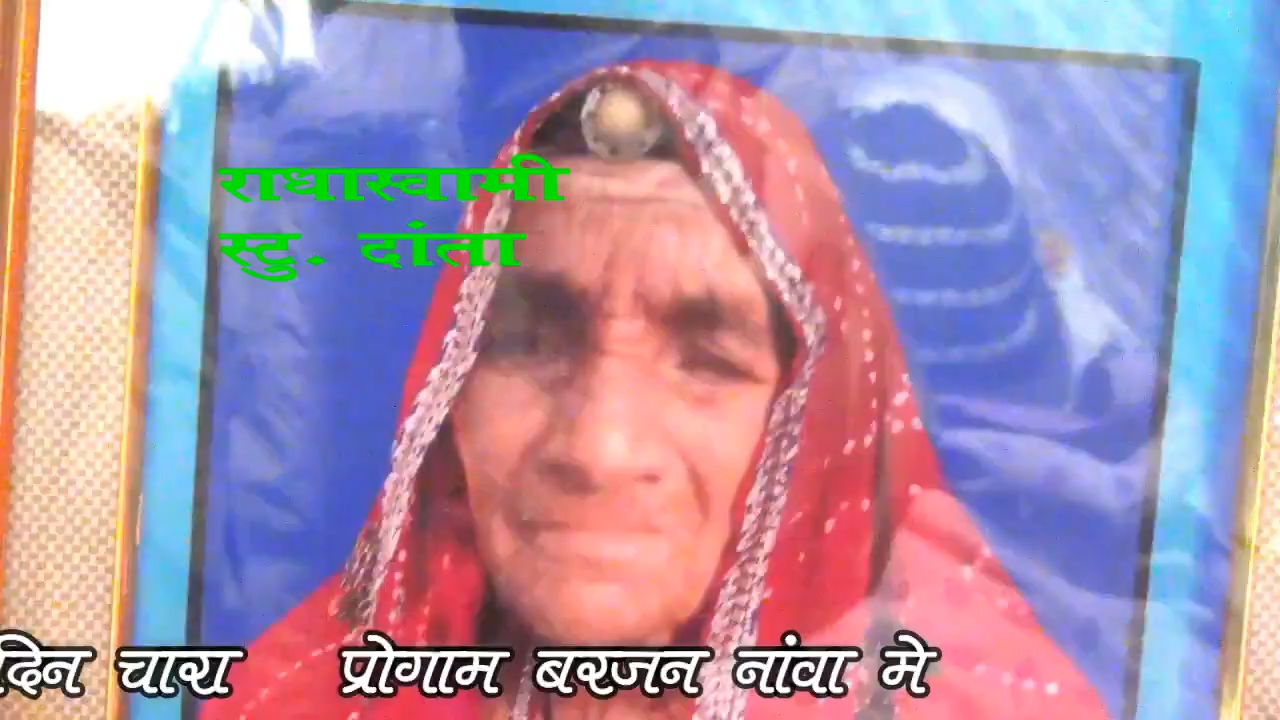 राधास्वामी
स्टु. दांता
दिन चारा प्रोगाम बरजन नांवा मे